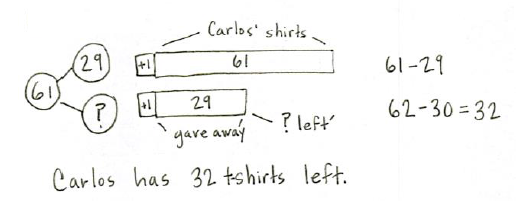 Carlos' shirts
29
+1 61
61-29
61
+1 29
62-30=32
?
gave away
? left
Carlos has 32 t-shirts left.